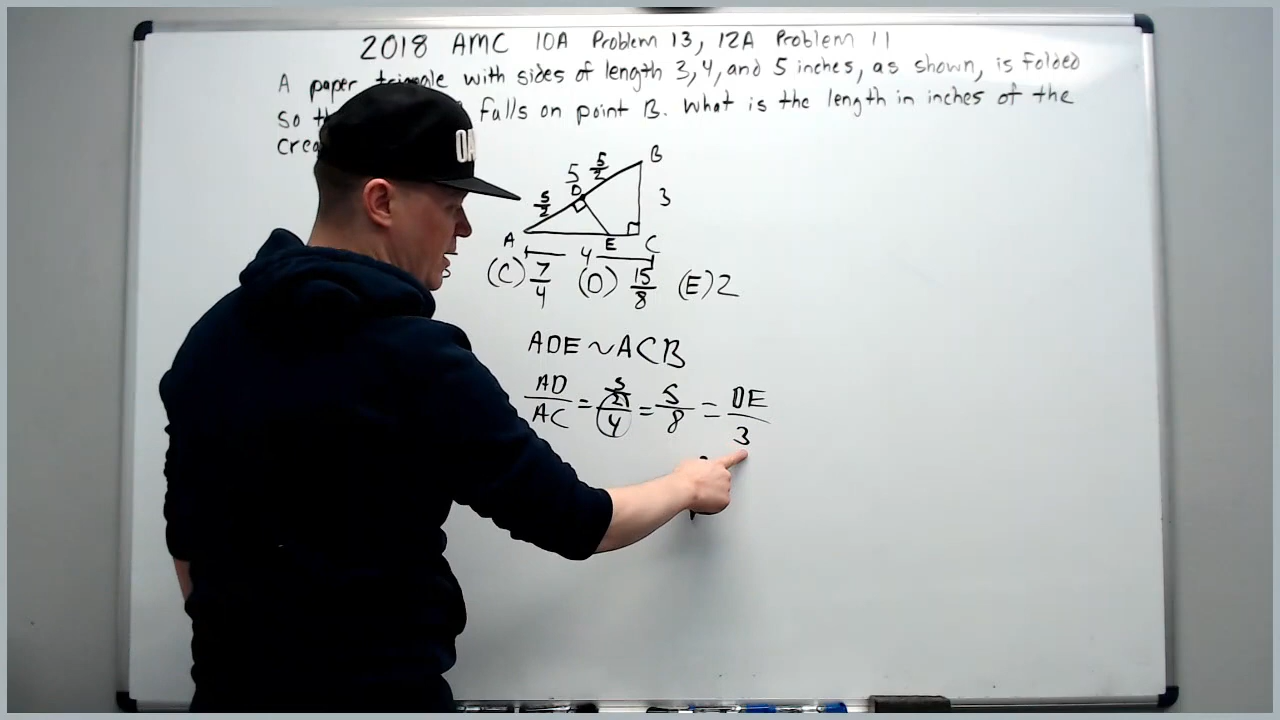 2018 AMC 10A Problem 13, 12A Problem 11
A paper triangle with sides of length 3, 4, and 5 inches, as shown, is folded
so falls on point B. What is the length in inches of the
B
5 5/2
D
5/2
3
A E C
4
(C) 7/4 (D) 15/8 (E) 2
ADE ~ ACB
AD/AC = 5/2/4 = 5/8 = DE/3